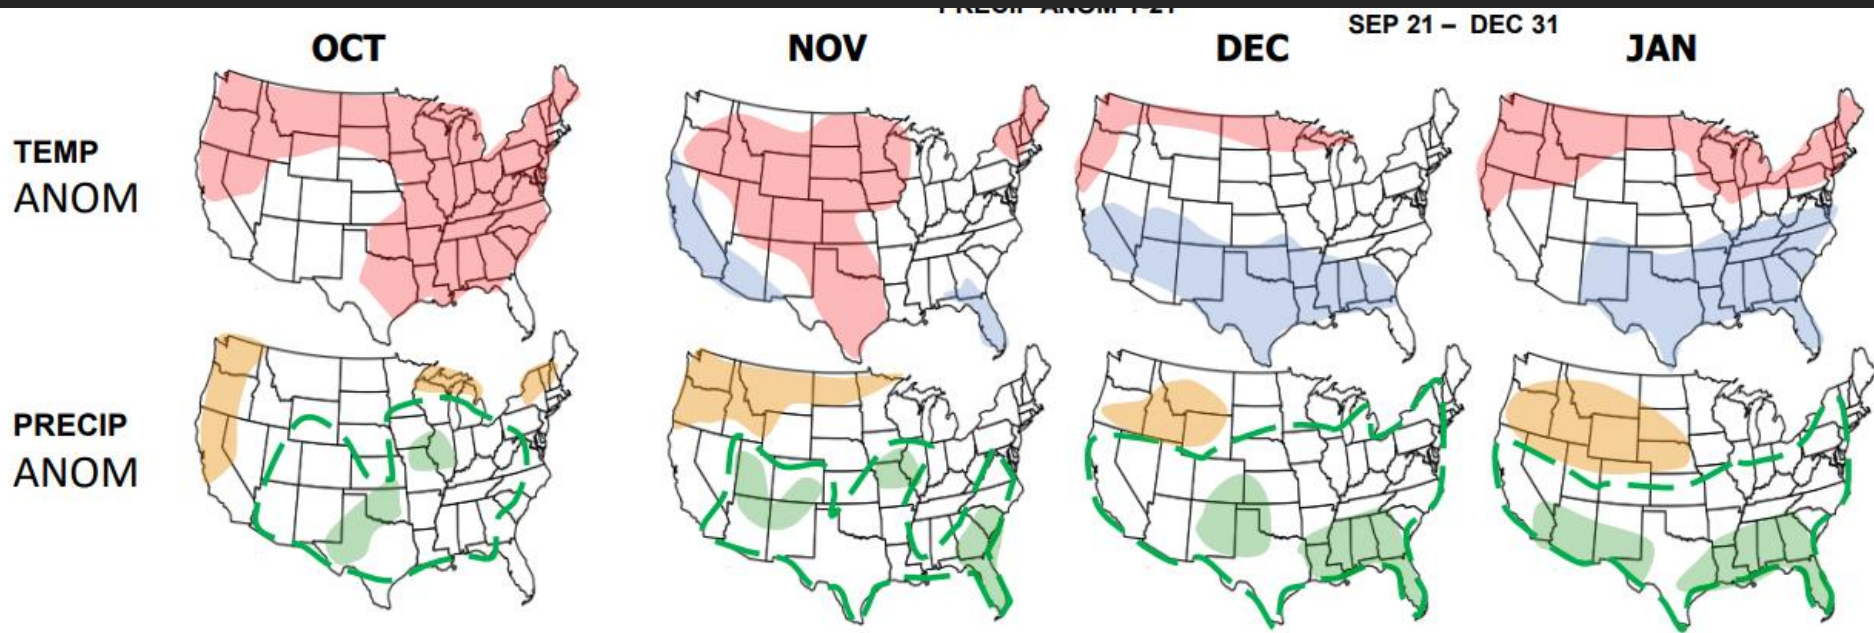 SEP 21 – DEC 31
OCT
NOV
DEC
JAN
TEMP
ANOM
PRECIP
ANOM